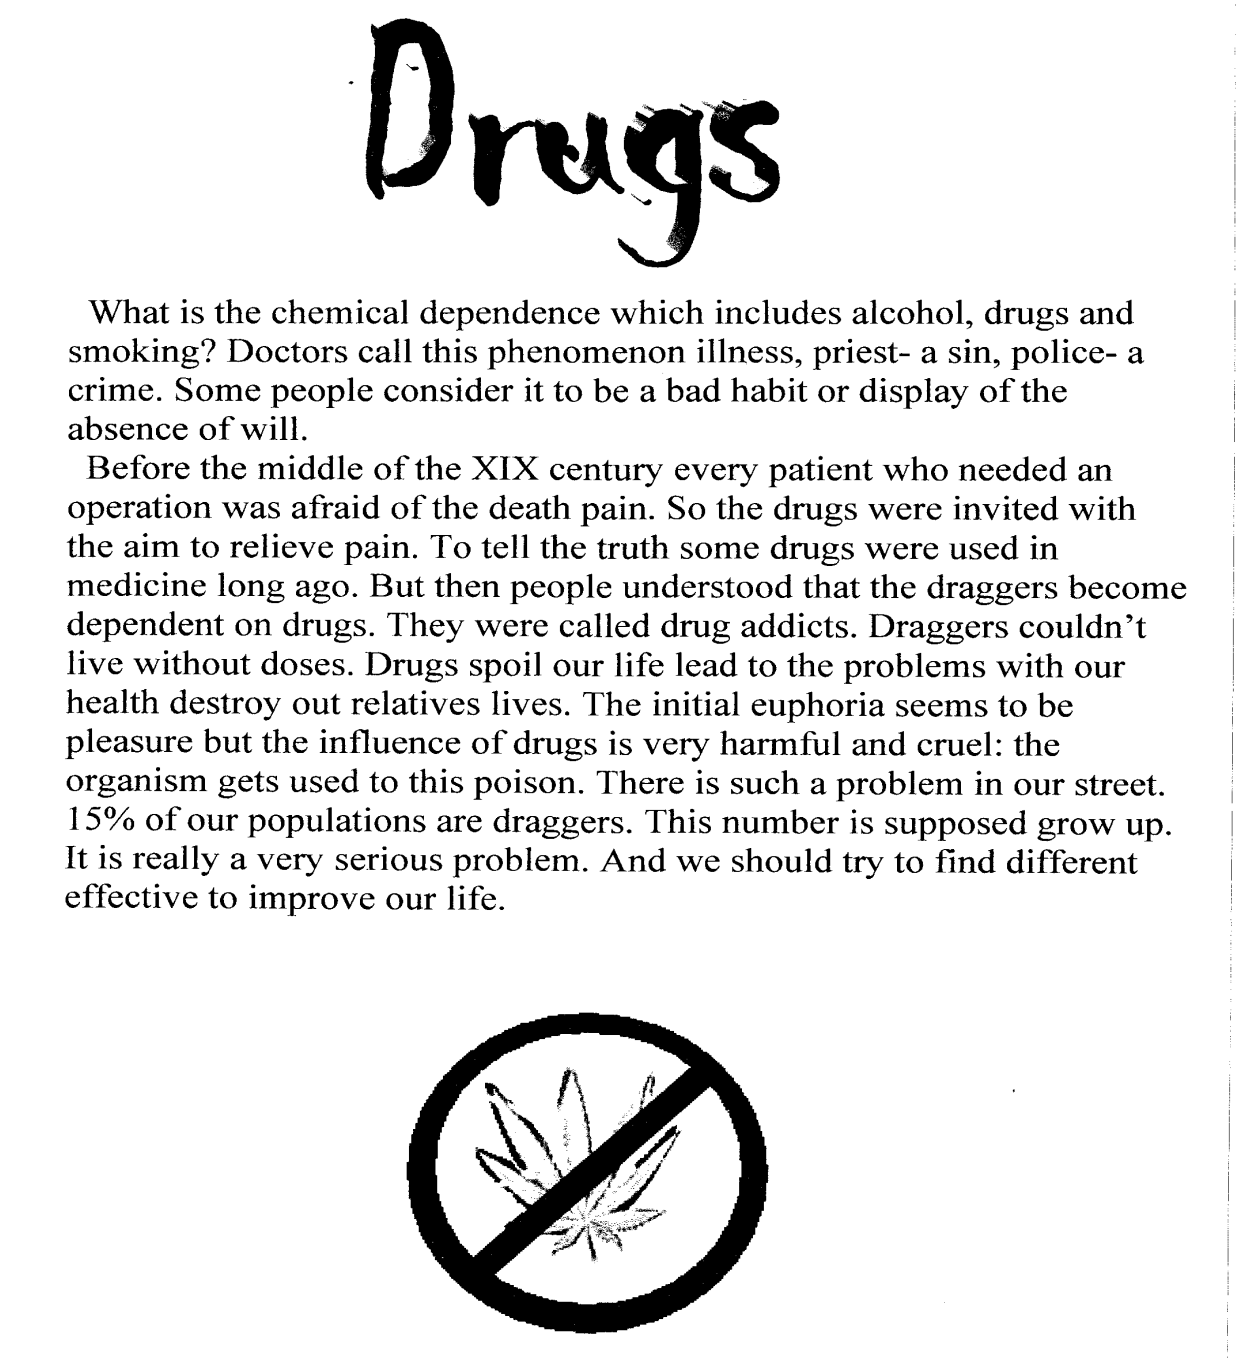 Drugs
What is the chemical dependence which includes alcohol, drugs and
smoking? Doctors call this phenomenon illness, priest- a sin, police- a
crime. Some people consider it to be a bad habit or display of the
absence of will.
Before the middle of the XIX century every patient who needed an
operation was afraid of the death pain. So the drugs were invited with
the aim to relieve pain. To tell the truth some drugs were used in
medicine long ago. But then people understood that the draggers become
dependent on drugs. They were called drug addicts. Draggers couldn't
live without doses. Drugs spoil our life lead to the problems with our
health destroy out relatives lives. The initial euphoria seems to be
pleasure but the influence of drugs is very harmful and cruel: the
organism gets used to this poison. There is such a problem in our street.
15% of our populations are draggers. This number is supposed grow up.
It is really a very serious problem. And we should try to find different
effective to improve our life.